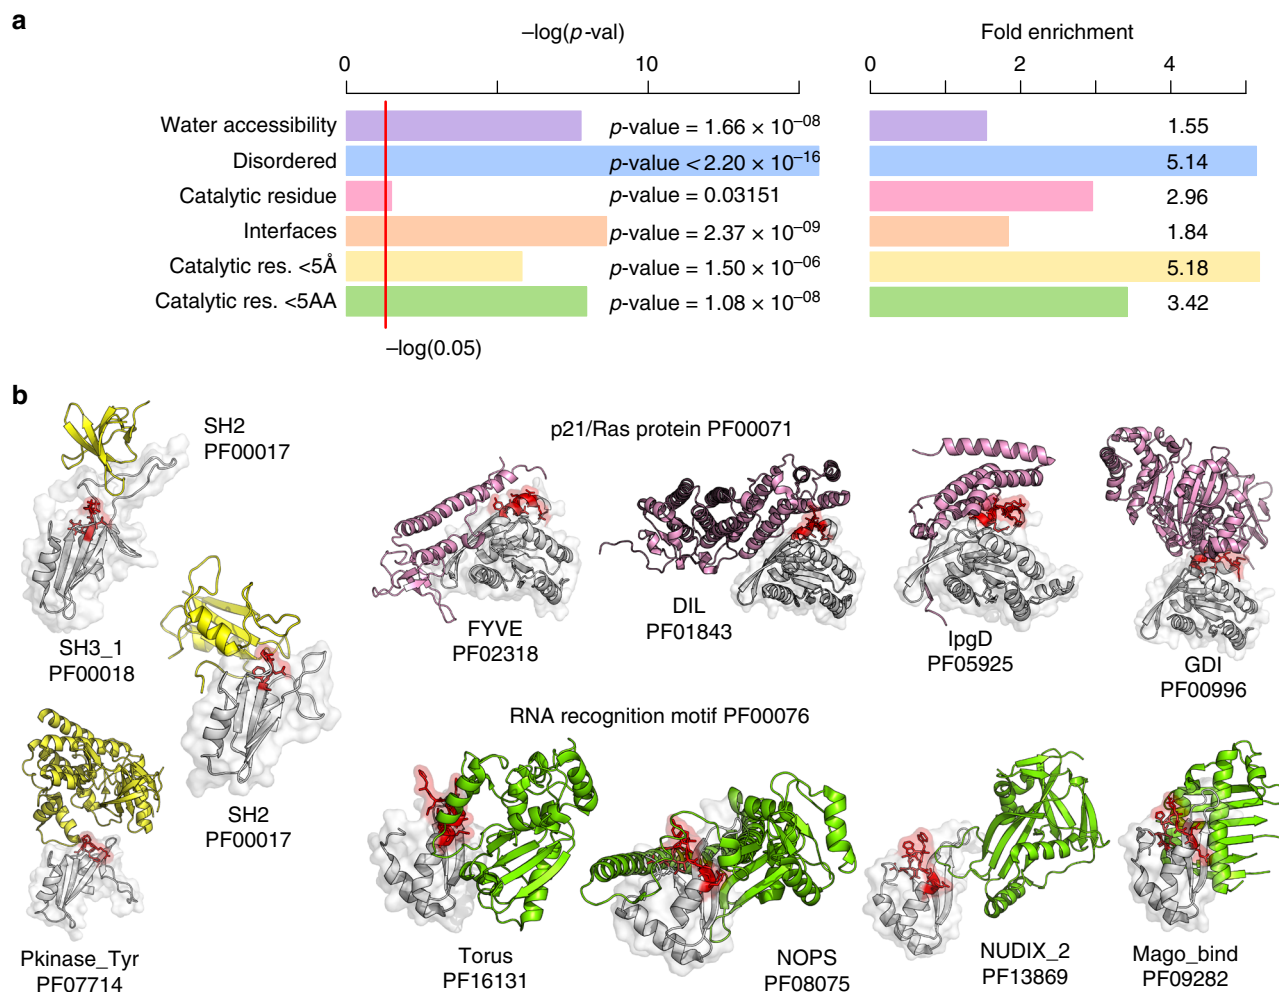 a
–log(p-val)
Fold enrichment
0 10
0 2 4
Water accessibility p-value = 1.66 × 10–08 1.55
Disordered p-value < 2.20 × 10–16 5.14
Catalytic residue p-value = 0.03151 2.96
Interfaces p-value = 2.37 × 10–09 1.84
Catalytic res. <5Å p-value = 1.50 × 10–06 5.18
Catalytic res. <5AA p-value = 1.08 × 10–08 3.42
–log(0.05)
b
SH2
PF00017
SH3_1
PF00018
SH2
PF00017
Pkinase_Tyr
PF07714
p21/Ras protein PF00071
FYVE
PF02318
DIL
PF01843
IpgD
PF05925
GDI
PF00996
RNA recognition motif PF00076
Torus
PF16131
NOPS
PF08075
NUDIX_2
PF13869
Mago_bind
PF09282